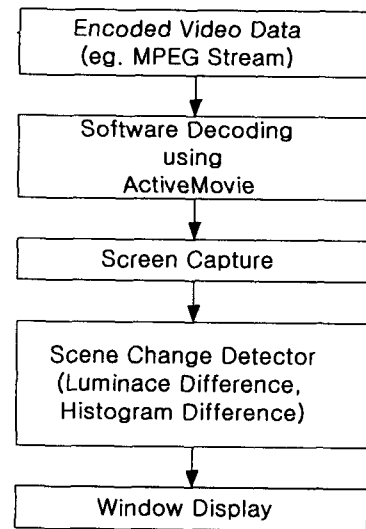 Encoded Video Data
(eg. MPEG Stream)
Software Decoding
using
ActiveMovie
Screen Capture
Scene Change Detector
(Luminace Difference,
Histogram Difference)
Window Display